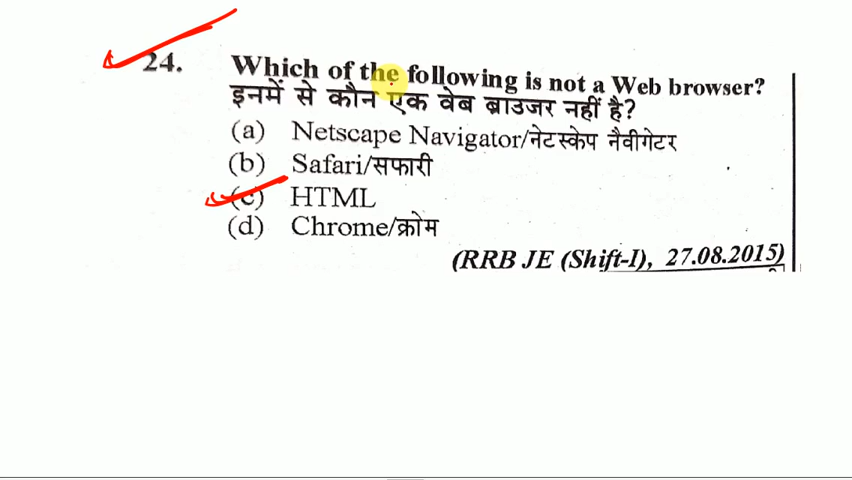 24. Which of the following is not a Web browser?
इनमें से कौन एक वेब ब्राउजर नहीं है?
(a) Netscape Navigator/नेटस्केप नैवीगेटर
(b) Safari/सफारी
(c) HTML
(d) Chrome/क्रोम
(RRB JE (Shift-I), 27.08.2015)